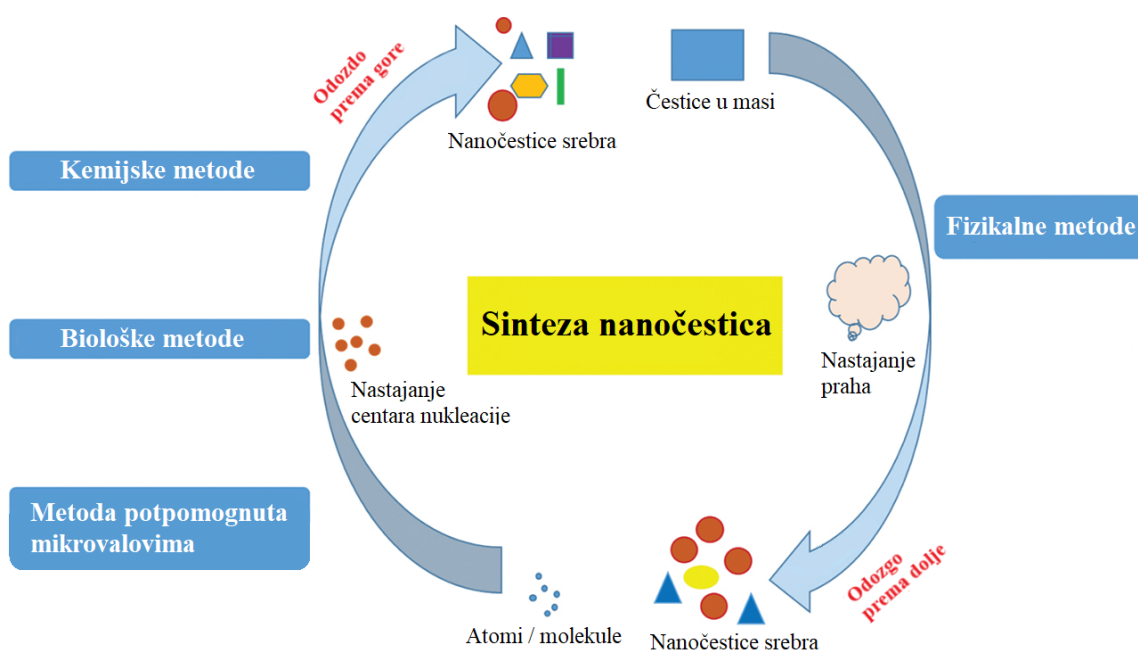 Odozdo
prema gore
Nanočestice srebra
Čestice u masi
Kemijske metode
Fizikalne metode
Sinteza nanočestica
Biološke metode
Nastajanje
centara nukleacije
Nastajanje
praha
Metoda potpomognuta
mikrovalovima
Odozgo
prema dolje
Atomi / molekule
Nanočestice srebra